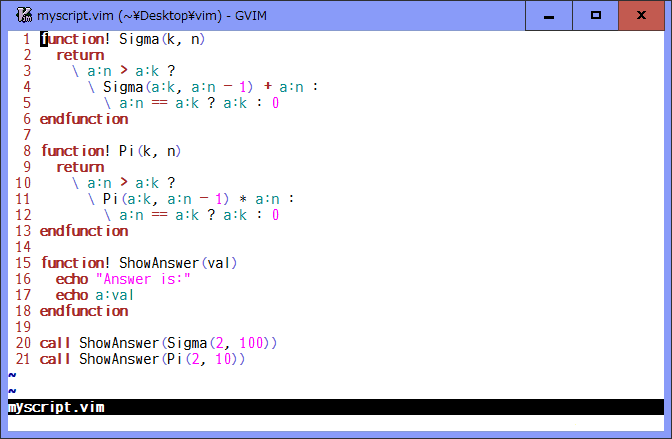 myscript.vim (~¥Desktop¥vim) - GVIM
1 function! Sigma(k, n)
2   return
3     \ a:n > a:k ?
4       \ Sigma(a:k, a:n - 1) + a:n :
5         \ a:n == a:k ? a:k : 0
6 endfunction
7
8 function! Pi(k, n)
9   return
10     \ a:n > a:k ?
11       \ Pi(a:k, a:n - 1) * a:n :
12         \ a:n == a:k ? a:k : 0
13 endfunction
14
15 function! ShowAnswer(val)
16   echo "Answer is:"
17   echo a:val
18 endfunction
19
20 call ShowAnswer(Sigma(2, 100))
21 call ShowAnswer(Pi(2, 10))
~
~
myscript.vim